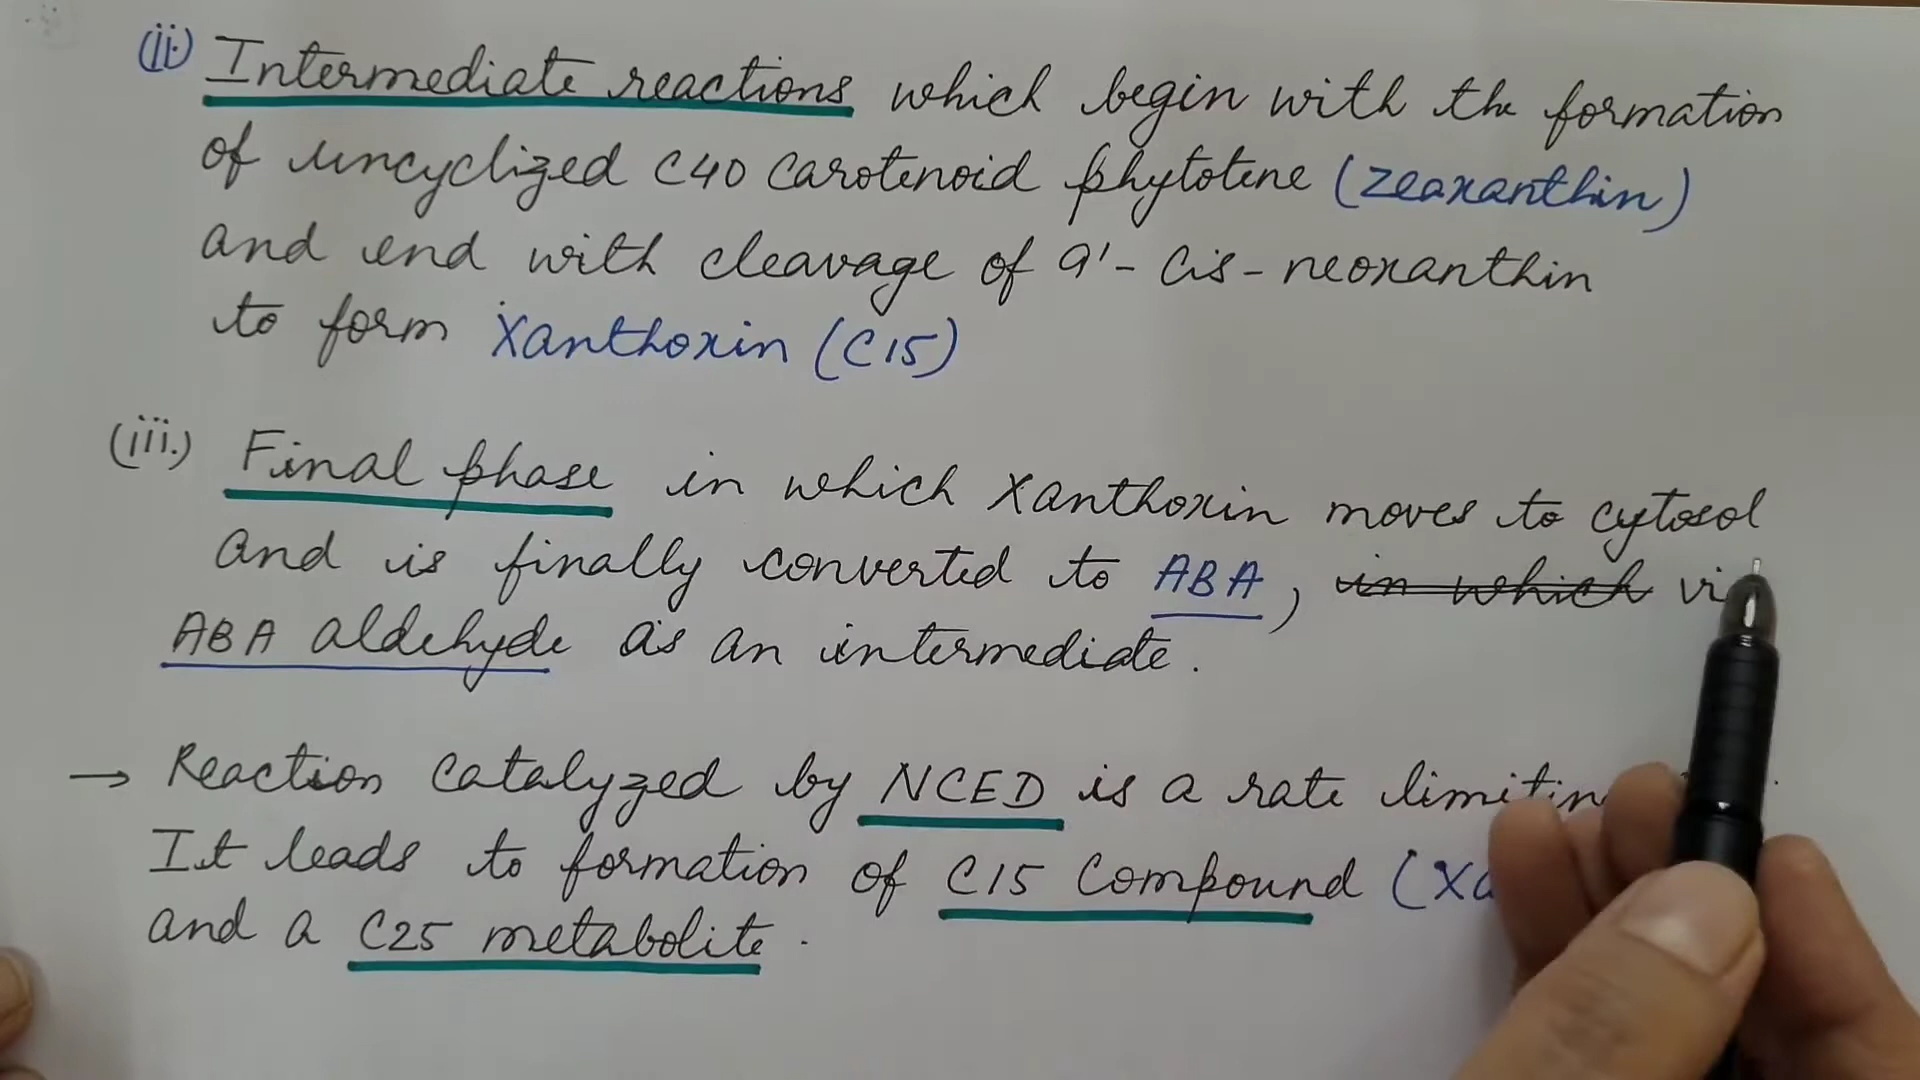 (ii) Intermediate reactions which begin with the formation
of uncyclized C40 carotenoid phytotene (zeaxanthin)
and end with cleavage of 9'-cis-neoxanthin
to form Xanthoxin (C15)
(iii.) Final phase in which Xanthoxin moves to cytosol
and is finally converted to ABA, in which
ABA aldehyde as an intermediate.
→ Reaction catalyzed by NCED is a rate
It leads to formation of C15 Compound
and a C25 metabolite.